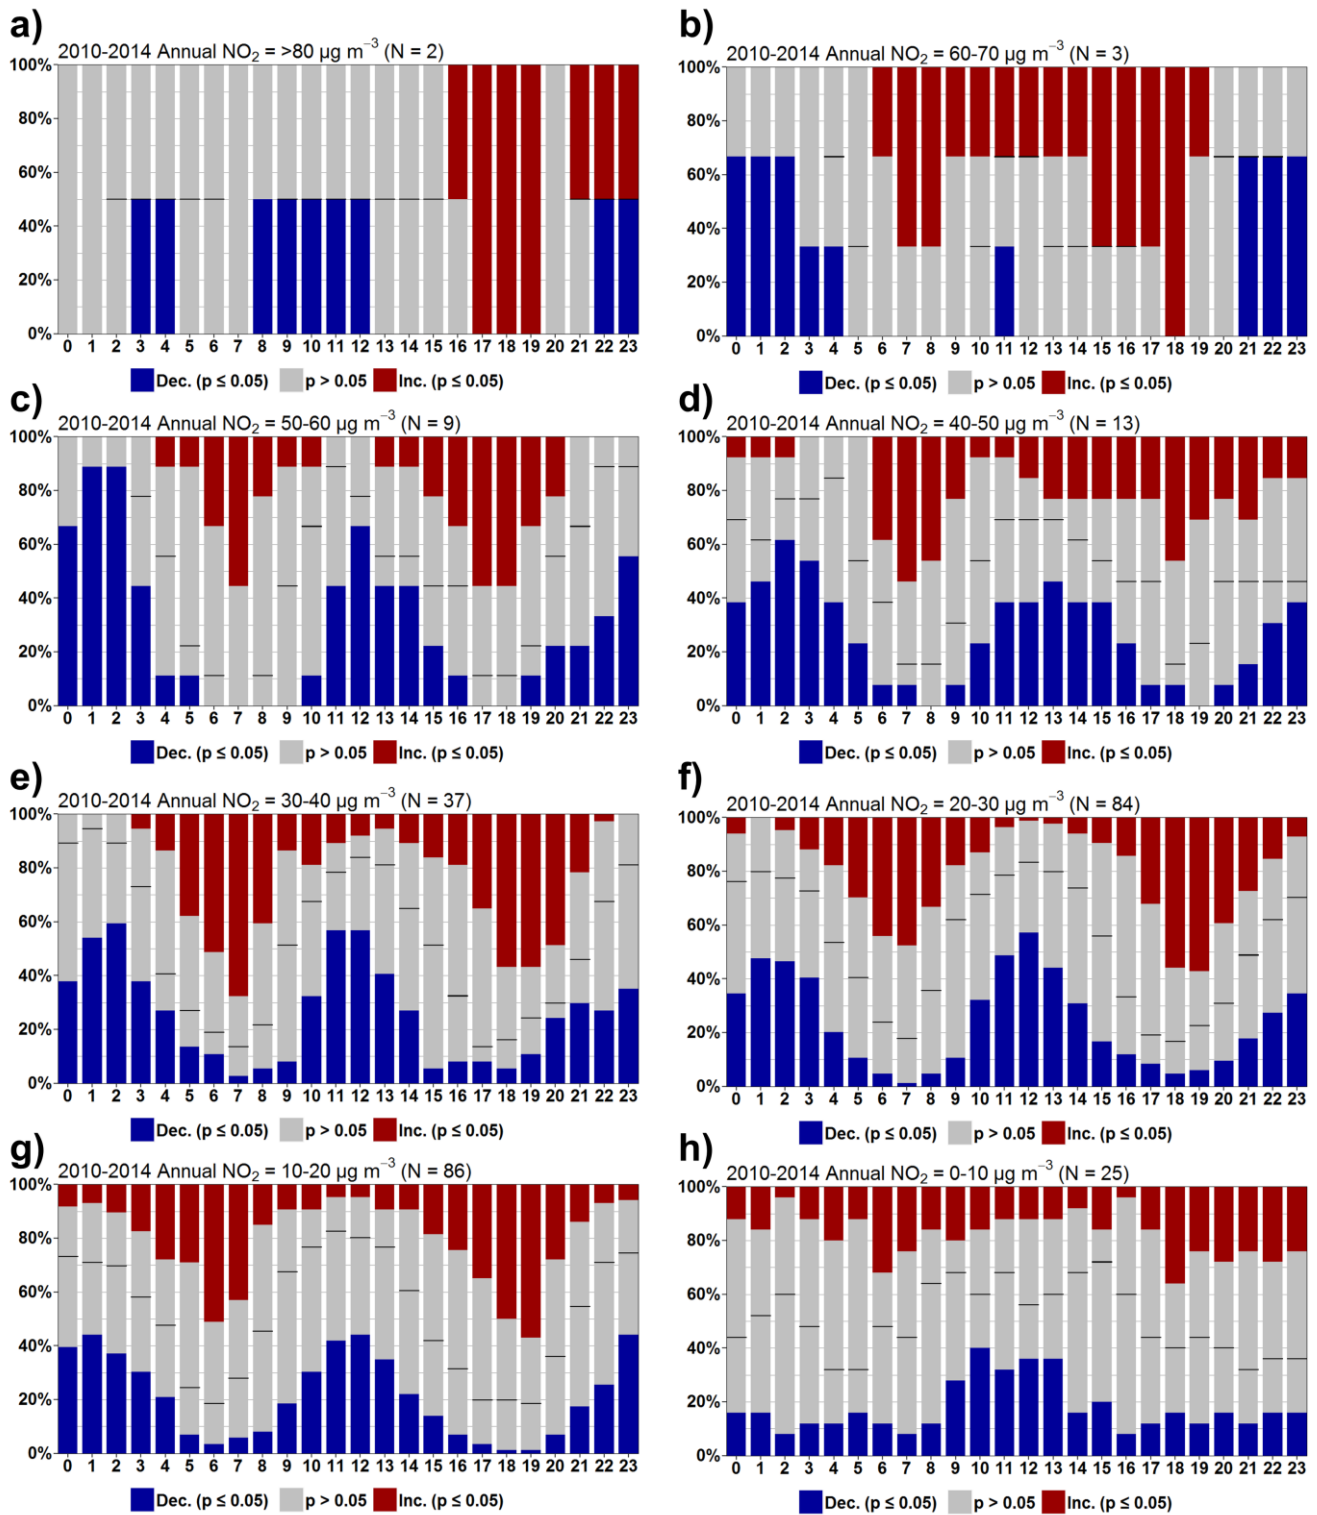 a)
2010-2014 Annual NO₂ = >80 µg m⁻³ (N = 2)
100%
80%
60%
40%
20%
0%
0 1 2 3 4 5 6 7 8 9 10 11 12 13 14 15 16 17 18 19 20 21 22 23
Dec. (p ≤ 0.05) p > 0.05 Inc. (p ≤ 0.05)
b)
2010-2014 Annual NO₂ = 60-70 µg m⁻³ (N = 3)
100%
80%
60%
40%
20%
0%
0 1 2 3 4 5 6 7 8 9 10 11 12 13 14 15 16 17 18 19 20 21 22 23
Dec. (p ≤ 0.05) p > 0.05 Inc. (p ≤ 0.05)
c)
2010-2014 Annual NO₂ = 50-60 µg m⁻³ (N = 9)
100%
80%
60%
40%
20%
0%
0 1 2 3 4 5 6 7 8 9 10 11 12 13 14 15 16 17 18 19 20 21 22 23
Dec. (p ≤ 0.05) p > 0.05 Inc. (p ≤ 0.05)
d)
2010-2014 Annual NO₂ = 40-50 µg m⁻³ (N = 13)
100%
80%
60%
40%
20%
0%
0 1 2 3 4 5 6 7 8 9 10 11 12 13 14 15 16 17 18 19 20 21 22 23
Dec. (p ≤ 0.05) p > 0.05 Inc. (p ≤ 0.05)
e)
2010-2014 Annual NO₂ = 30-40 µg m⁻³ (N = 37)
100%
80%
60%
40%
20%
0%
0 1 2 3 4 5 6 7 8 9 10 11 12 13 14 15 16 17 18 19 20 21 22 23
Dec. (p ≤ 0.05) p > 0.05 Inc. (p ≤ 0.05)
f)
2010-2014 Annual NO₂ = 20-30 µg m⁻³ (N = 84)
100%
80%
60%
40%
20%
0%
0 1 2 3 4 5 6 7 8 9 10 11 12 13 14 15 16 17 18 19 20 21 22 23
Dec. (p ≤ 0.05) p > 0.05 Inc. (p ≤ 0.05)
g)
2010-2014 Annual NO₂ = 10-20 µg m⁻³ (N = 86)
100%
80%
60%
40%
20%
0%
0 1 2 3 4 5 6 7 8 9 10 11 12 13 14 15 16 17 18 19 20 21 22 23
Dec. (p ≤ 0.05) p > 0.05 Inc. (p ≤ 0.05)
h)
2010-2014 Annual NO₂ = 0-10 µg m⁻³ (N = 25)
100%
80%
60%
40%
20%
0%
0 1 2 3 4 5 6 7 8 9 10 11 12 13 14 15 16 17 18 19 20 21 22 23
Dec. (p ≤ 0.05) p > 0.05 Inc. (p ≤ 0.05)